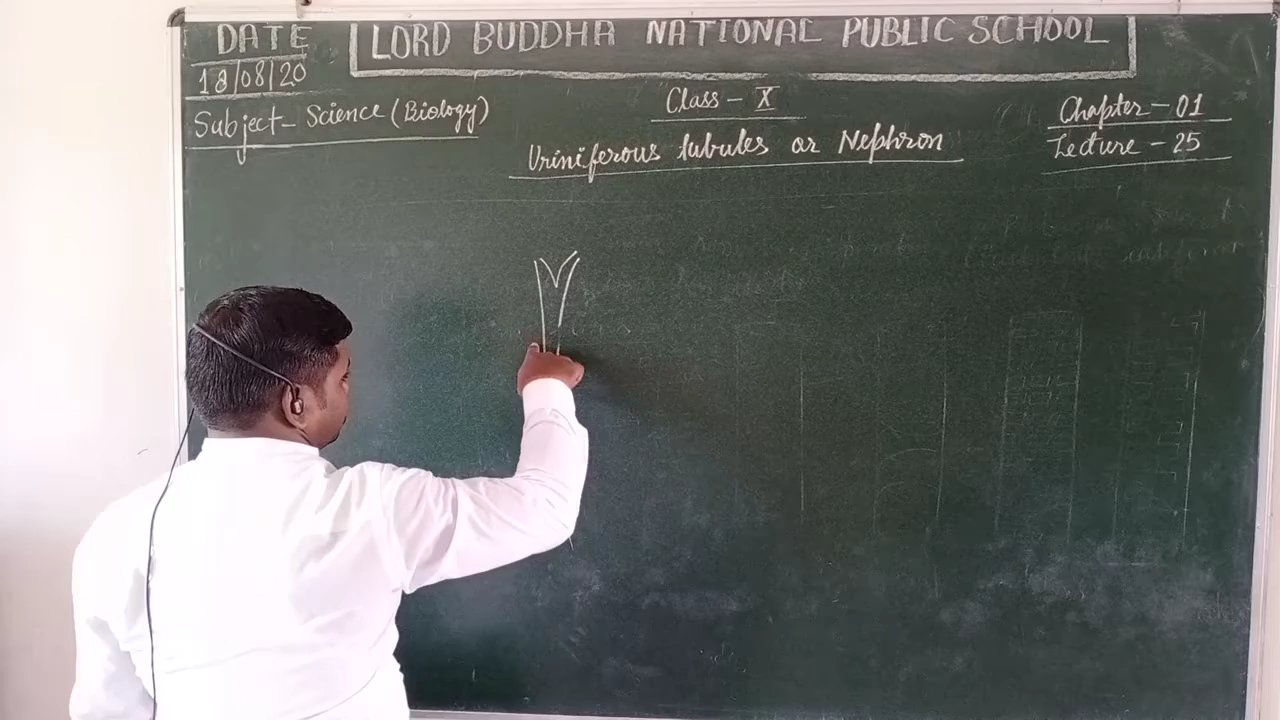 DATE
18/08/20
LORD BUDDHA NATIONAL PUBLIC SCHOOL
Subject- Science (Biology)
Class - X
Chapter - 01
Lecture - 25
Uriniferous tubules or Nephron